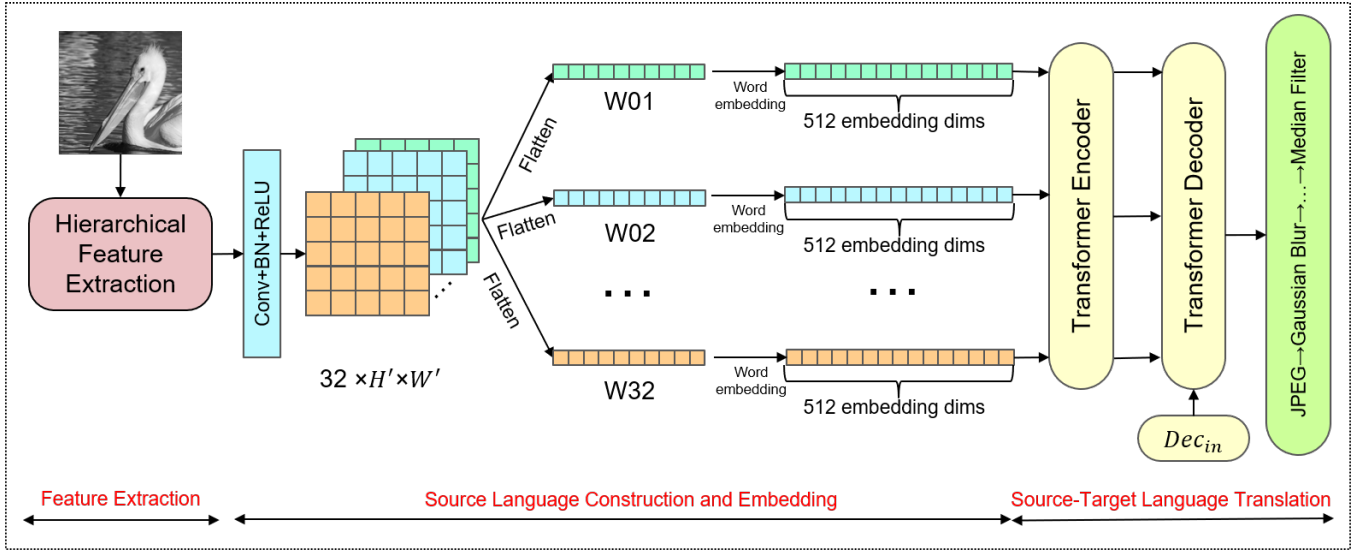 Hierarchical
Feature
Extraction
Conv+BN+ReLU
32 ×H′×W′
Flatten
Flatten
Flatten
W01
W02
...
W32
Word
embedding
Word
embedding
Word
embedding
512 embedding dims
512 embedding dims
...
512 embedding dims
Transformer Encoder
Transformer Decoder
Dec_in
JPEG→Gaussian Blur→...→Median Filter
Feature Extraction
Source Language Construction and Embedding
Source-Target Language Translation